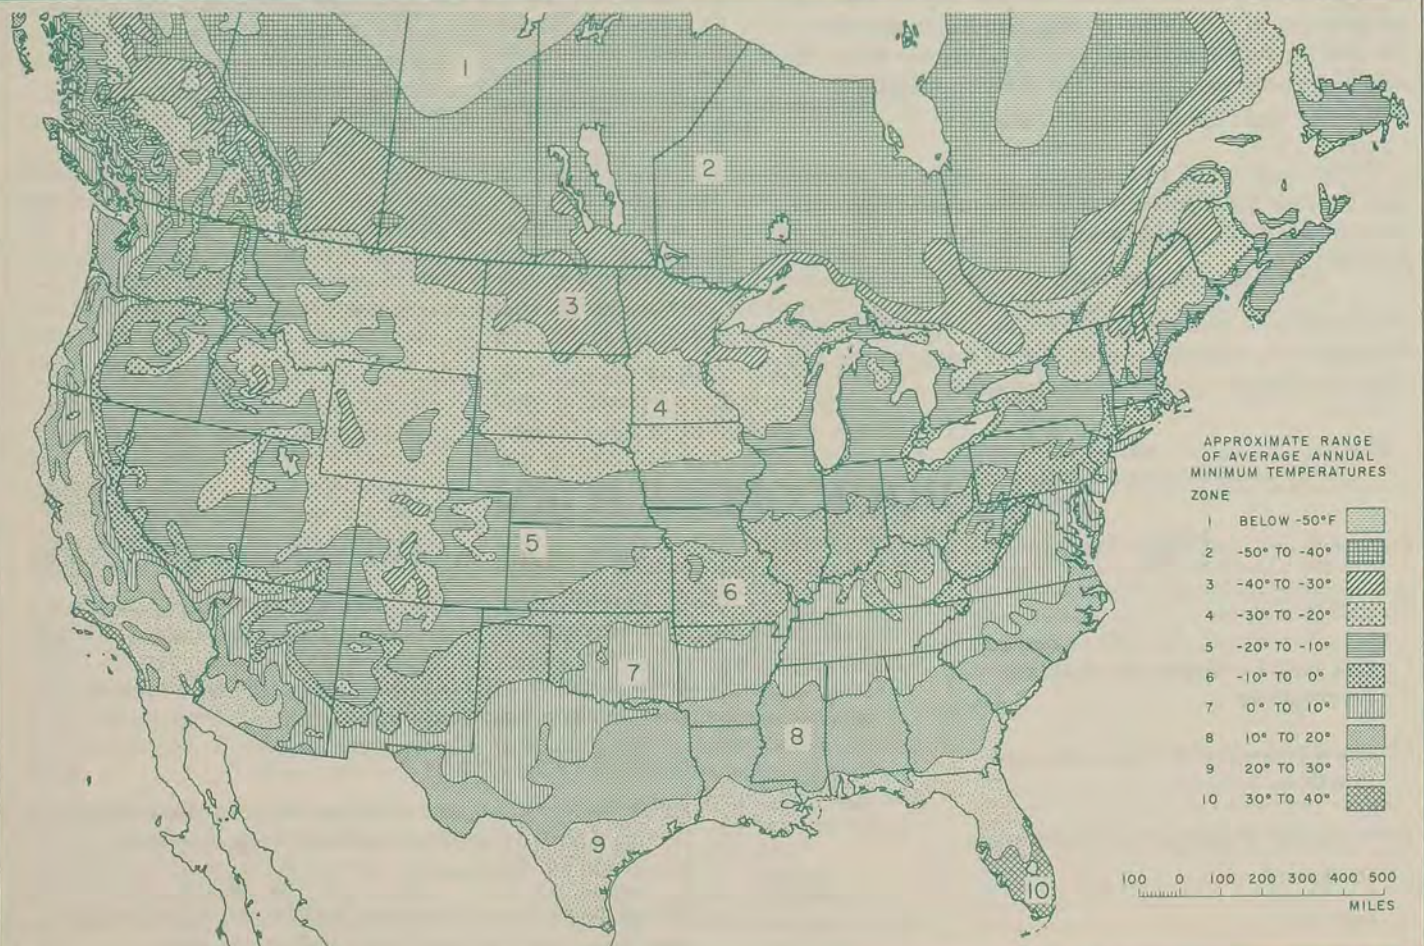 1
2
3
4
5
6
7
8
9
10
APPROXIMATE RANGE
OF AVERAGE ANNUAL
MINIMUM TEMPERATURES
ZONE
1 BELOW -50°F
2 -50° TO -40°
3 -40° TO -30°
4 -30° TO -20°
5 -20° TO -10°
6 -10° TO 0°
7 0° TO 10°
8 10° TO 20°
9 20° TO 30°
10 30° TO 40°
100 0 100 200 300 400 500
MILES